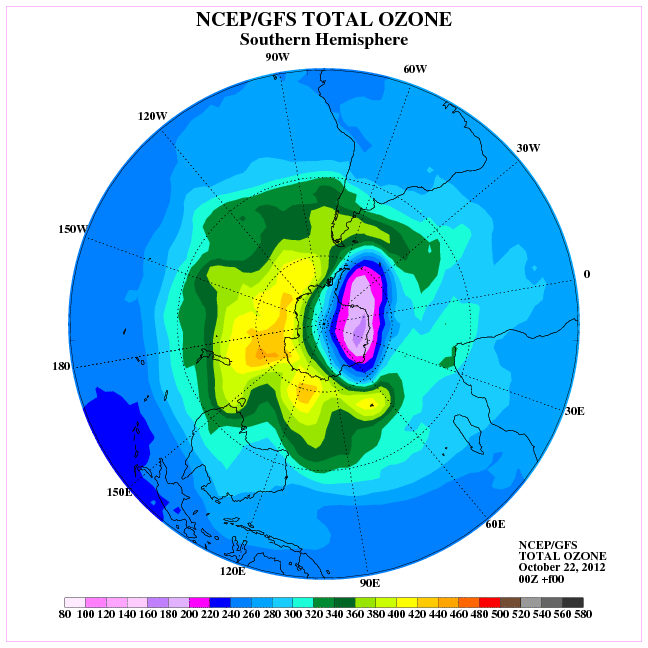 NCEP/GFS TOTAL OZONE
Southern Hemisphere
90W
60W
120W
30W
150W
0
180
30E
150E
60E
120E
90E
NCEP/GFS
TOTAL OZONE
October 22, 2012
00Z +f00
80 100 120 140 160 180 200 220 240 260 280 300 320 340 360 380 400 420 440 460 480 500 520 540 560 580